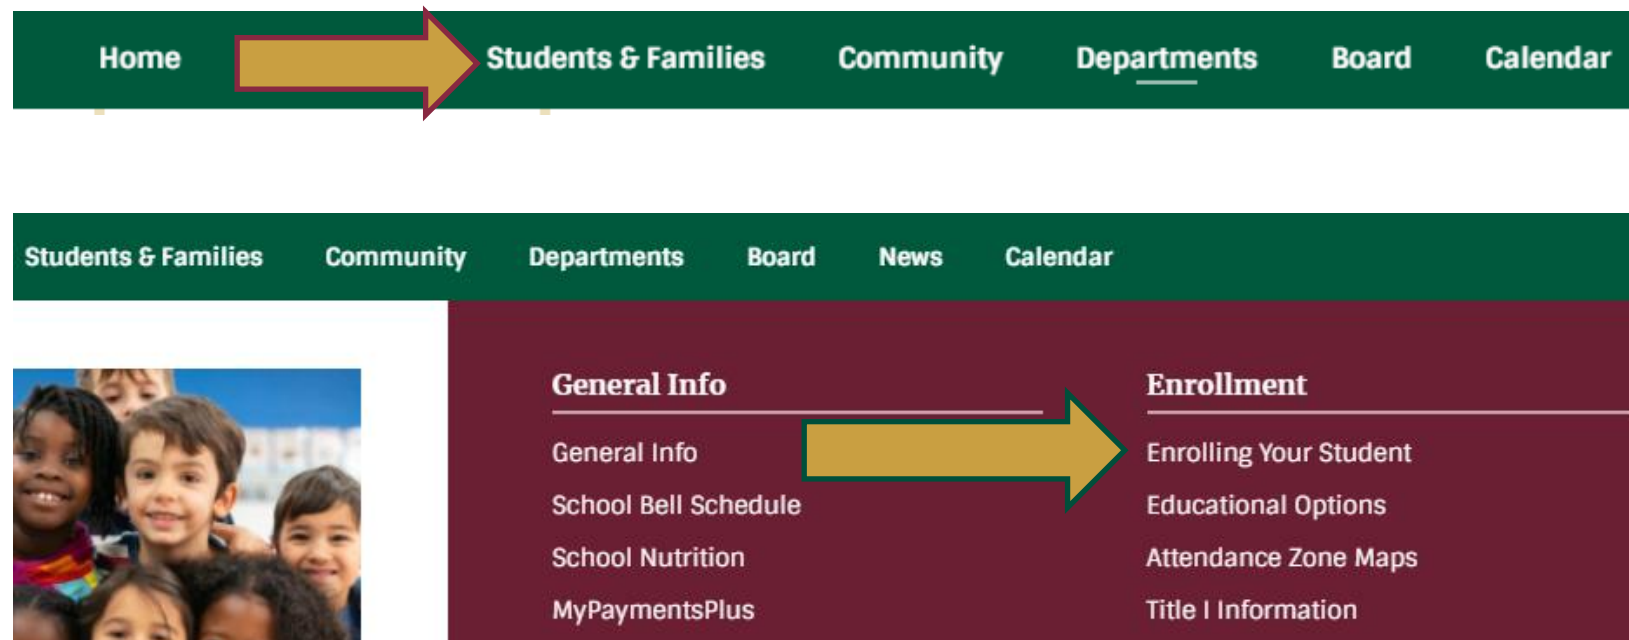 Home Students & Families Community Departments Board Calendar
Students & Families Community Departments Board News Calendar
General Info
General Info
School Bell Schedule
School Nutrition
MyPaymentsPlus
Enrollment
Enrolling Your Student
Educational Options
Attendance Zone Maps
Title I Information